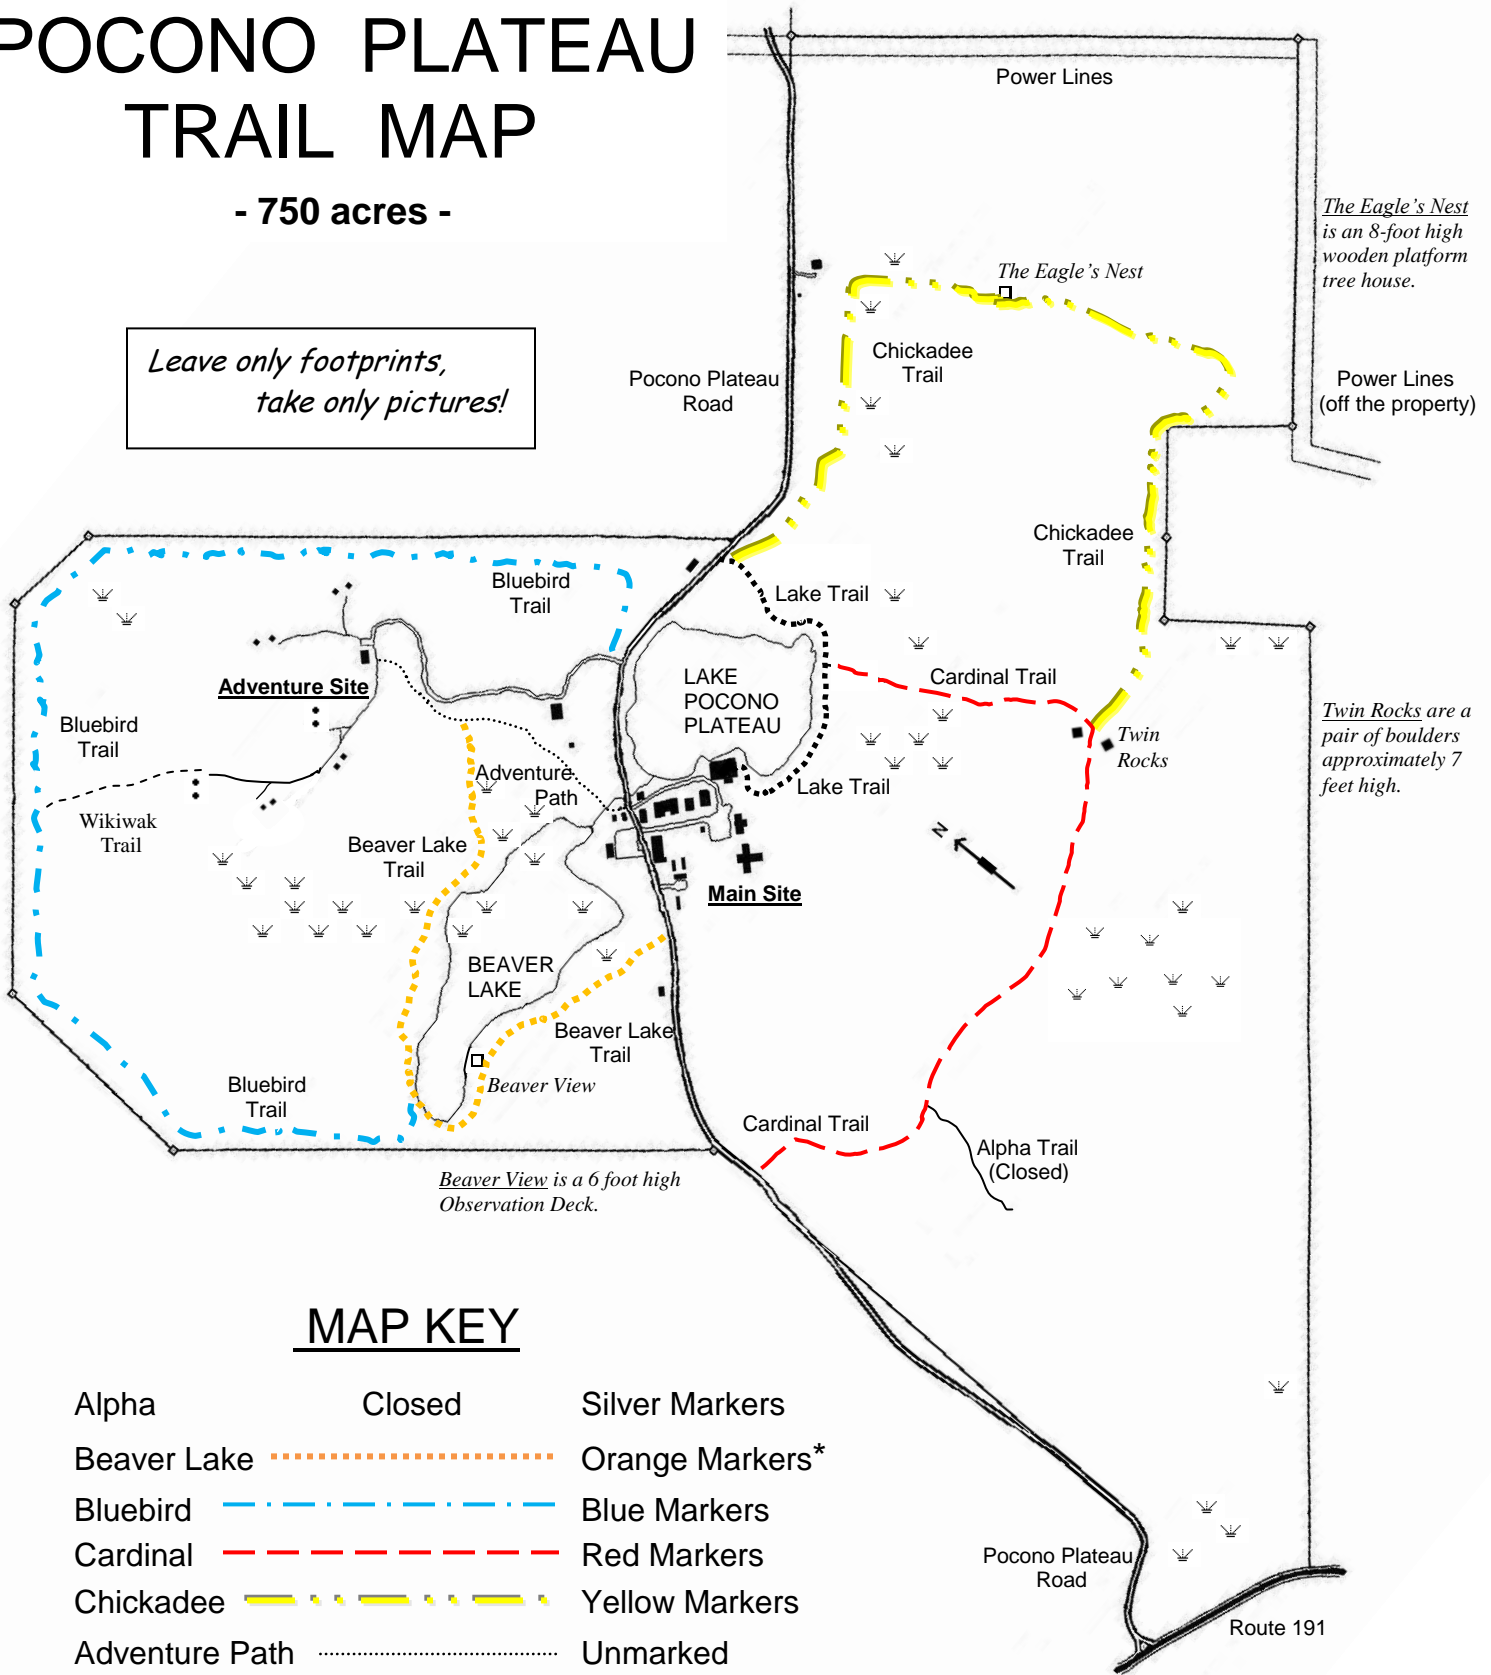 POCONO PLATEAU
TRAIL MAP
- 750 acres -
Leave only footprints,
take only pictures!
Power Lines
The Eagle's Nest
is an 8-foot high
wooden platform
tree house.
The Eagle's Nest
Chickadee
Trail
Pocono Plateau
Road
Power Lines
(off the property)
Chickadee
Trail
Bluebird
Trail
Lake Trail
Adventure Site
LAKE
POCONO
PLATEAU
Cardinal Trail
Bluebird
Trail
Twin
Rocks
Twin Rocks are a
pair of boulders
approximately 7
feet high.
Adventure
Path
Lake Trail
Wikiwak
Trail
Beaver Lake
Trail
N
Main Site
BEAVER
LAKE
Beaver Lake
Trail
Beaver View
Bluebird
Trail
Cardinal Trail
Alpha Trail
(Closed)
Beaver View is a 6 foot high
Observation Deck.
MAP KEY
Alpha Closed Silver Markers
Beaver Lake Orange Markers*
Bluebird Blue Markers
Cardinal Red Markers
Chickadee Yellow Markers
Adventure Path Unmarked
Pocono Plateau
Road
Route 191